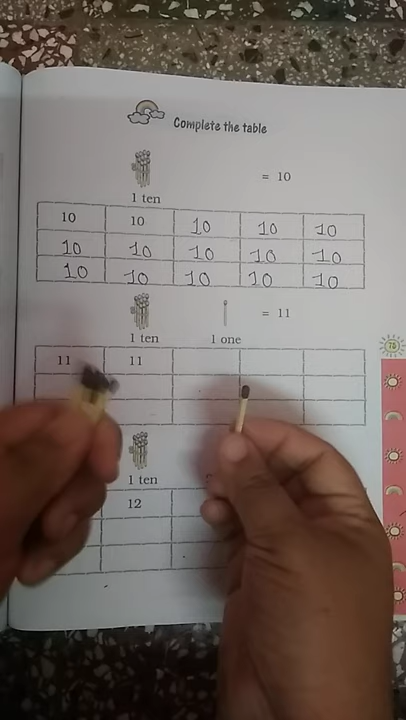 Complete the table
= 10
1 ten
10 10 10 10 10
10 10 10 10 10
10 10 10 10 10
= 11
1 ten 1 one
11 11
1 ten
12